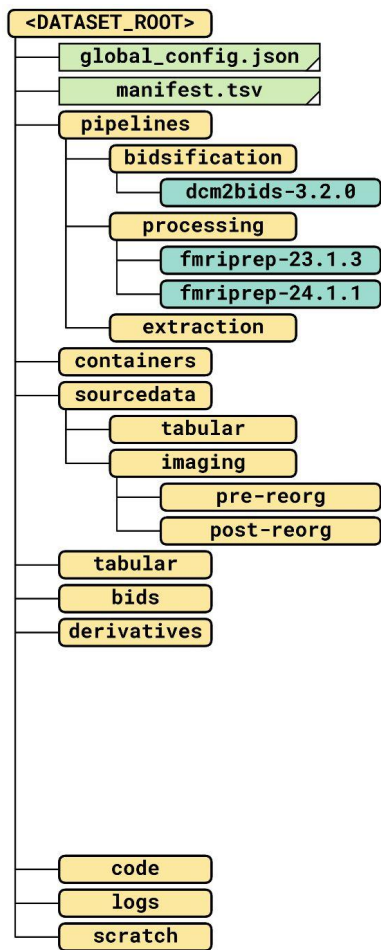 <DATASET_ROOT>
global_config.json
manifest.tsv
pipelines
bidsification
dcm2bids-3.2.0
processing
fmriprep-23.1.3
fmriprep-24.1.1
extraction
containers
sourcedata
tabular
imaging
pre-reorg
post-reorg
tabular
bids
derivatives
code
logs
scratch